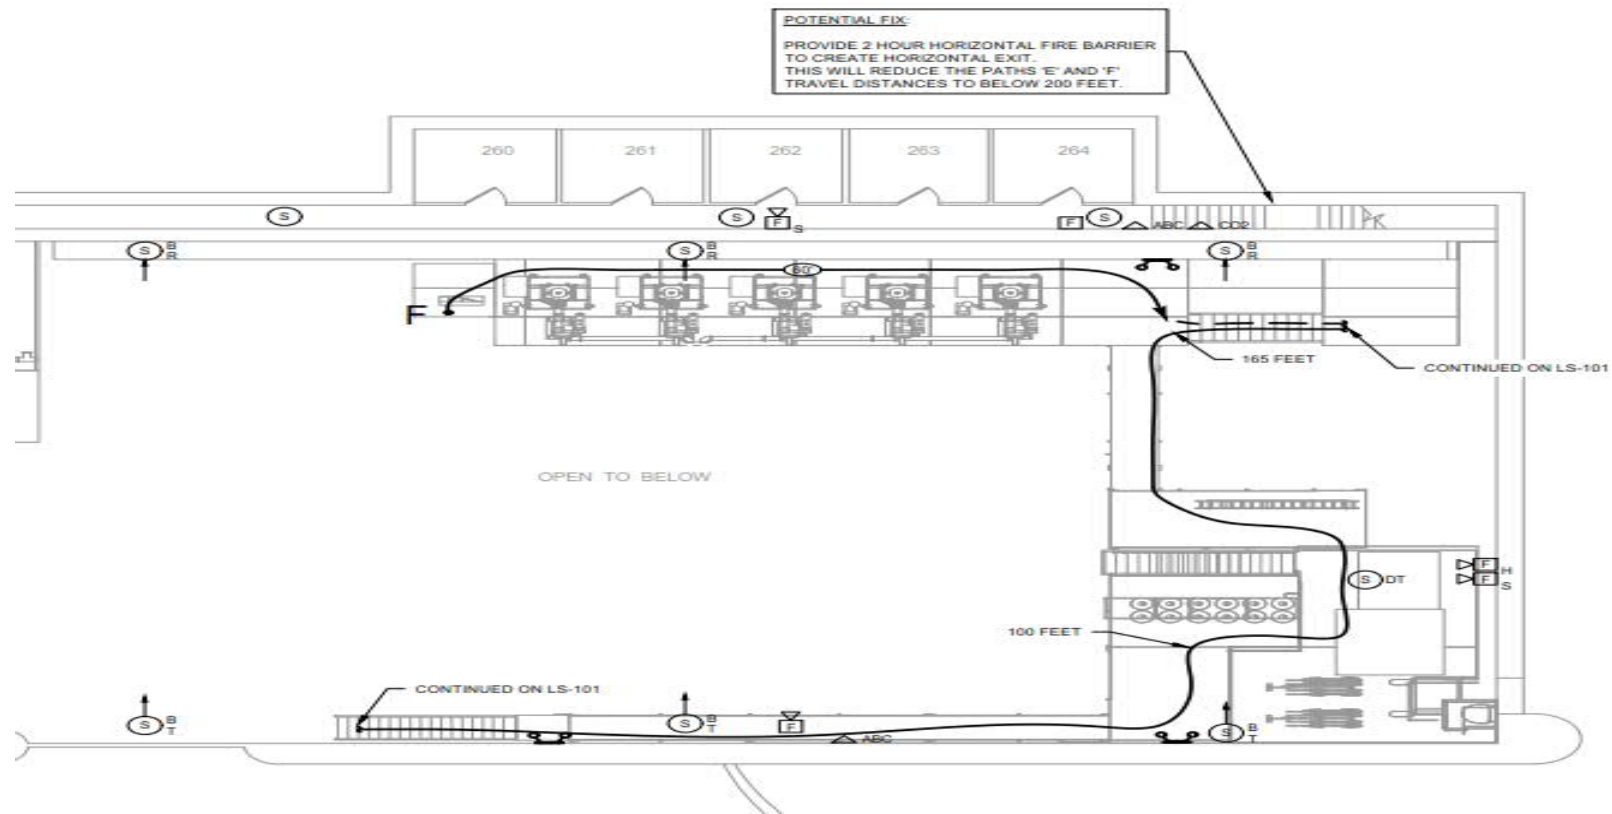 POTENTIAL FIX:
PROVIDE 2 HOUR HORIZONTAL FIRE BARRIER
TO CREATE HORIZONTAL EXIT.
THIS WILL REDUCE THE PATHS 'E' AND 'F'
TRAVEL DISTANCES TO BELOW 200 FEET.
260 261 262 263 264
S S F S F S ABC CO2
S B R S B R S B R
60'
F
165 FEET
CONTINUED ON LS-101
OPEN TO BELOW
F H
S DT F S
100 FEET
CONTINUED ON LS-101
S B T S B T F S B T
ABC